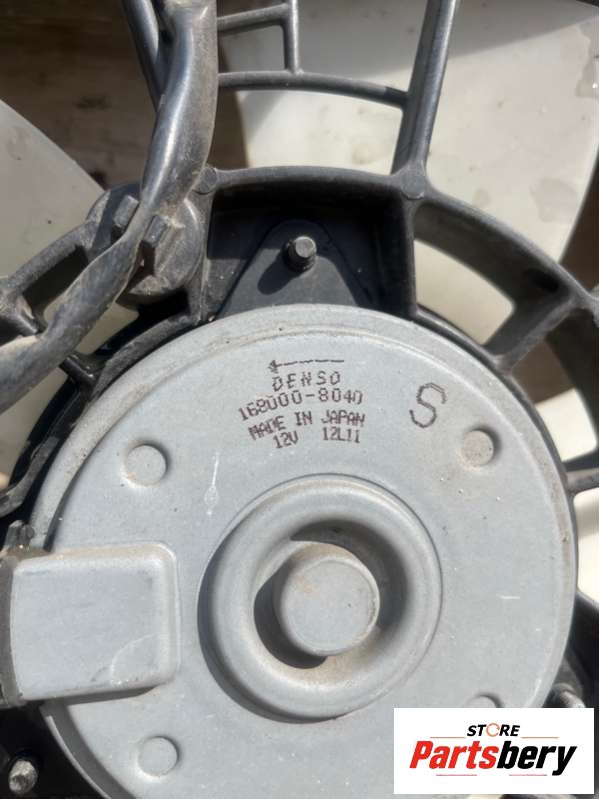 DENSO
168000-8040
MADE IN JAPAN
12V 12L11
S
STORE
Partsbery